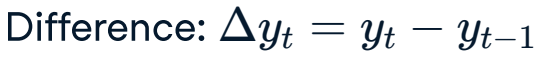 Difference: Δyₜ = yₜ − yₜ₋₁